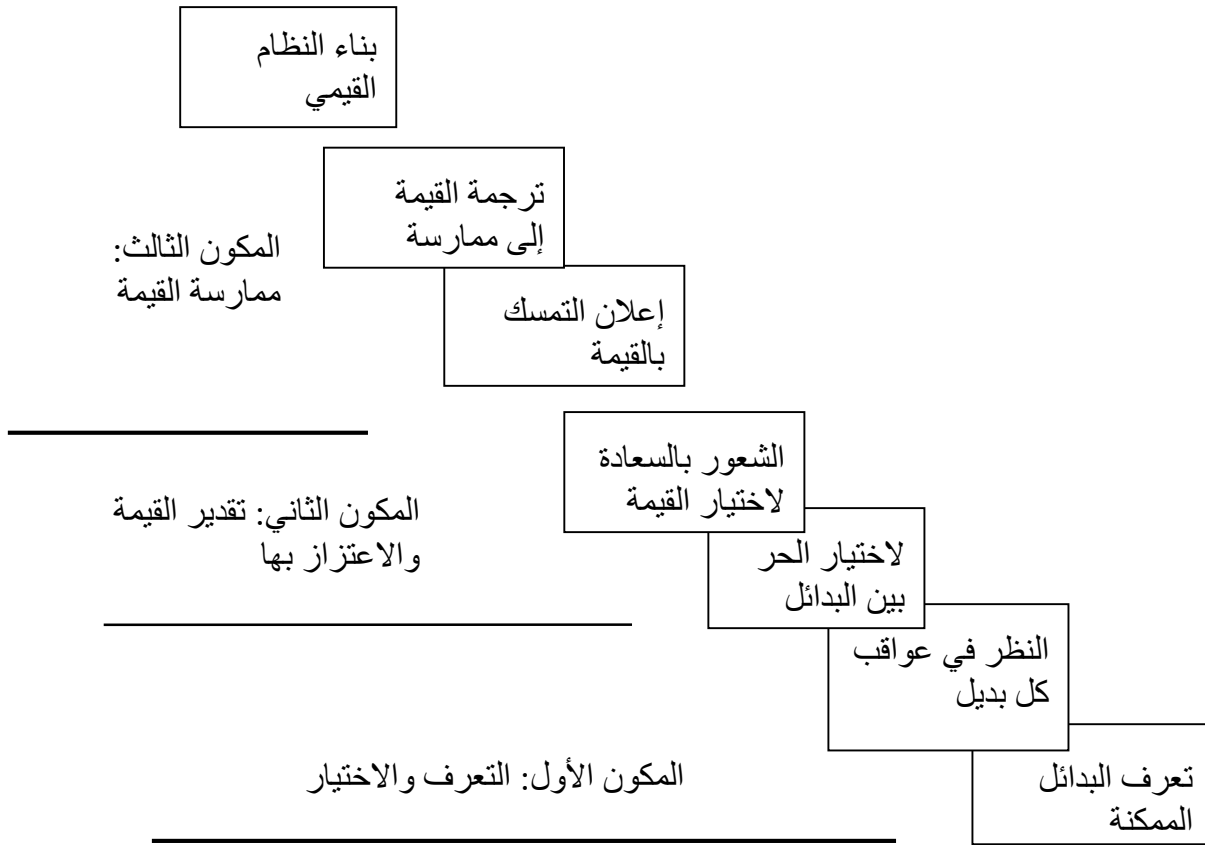 بناء النظام
القيمي
ترجمة القيمة
إلى ممارسة
المكون الثالث:
ممارسة القيمة
إعلان التمسك
بالقيمة
الشعور بالسعادة
لاختيار القيمة
المكون الثاني: تقدير القيمة
والاعتزاز بها
لاختيار الحر
بين البدائل
النظر في عواقب
كل بديل
المكون الأول: التعرف والاختيار
تعرف البدائل
الممكنة